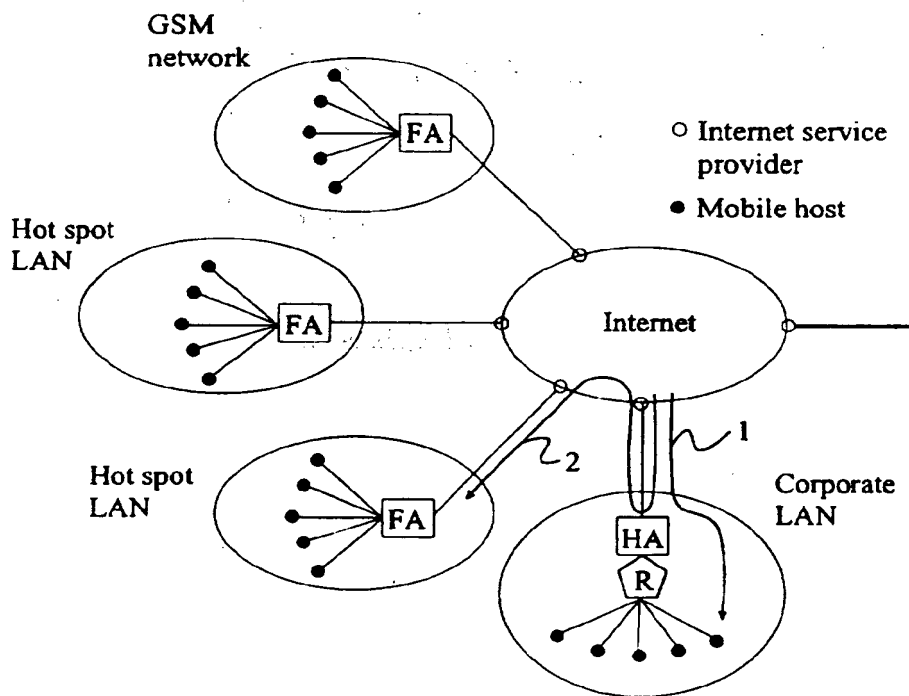 GSM
network
FA
Internet service
provider
Mobile host
Hot spot
LAN
FA
Internet
1
2
Hot spot
LAN
FA
Corporate
LAN
HA
R